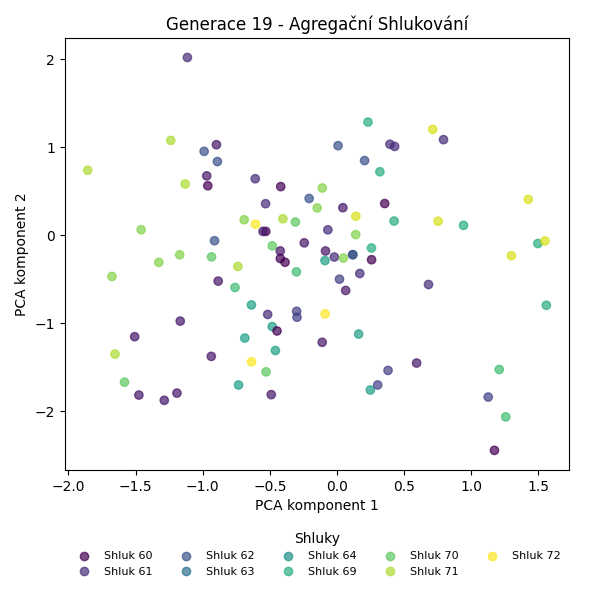 Generace 19 - Agregační Shlukování
PCA komponent 2
2
1
0
−1
−2
−2.0 −1.5 −1.0 −0.5 0.0 0.5 1.0 1.5
PCA komponent 1
Shluky
Shluk 60 Shluk 62 Shluk 64 Shluk 70 Shluk 72
Shluk 61 Shluk 63 Shluk 69 Shluk 71